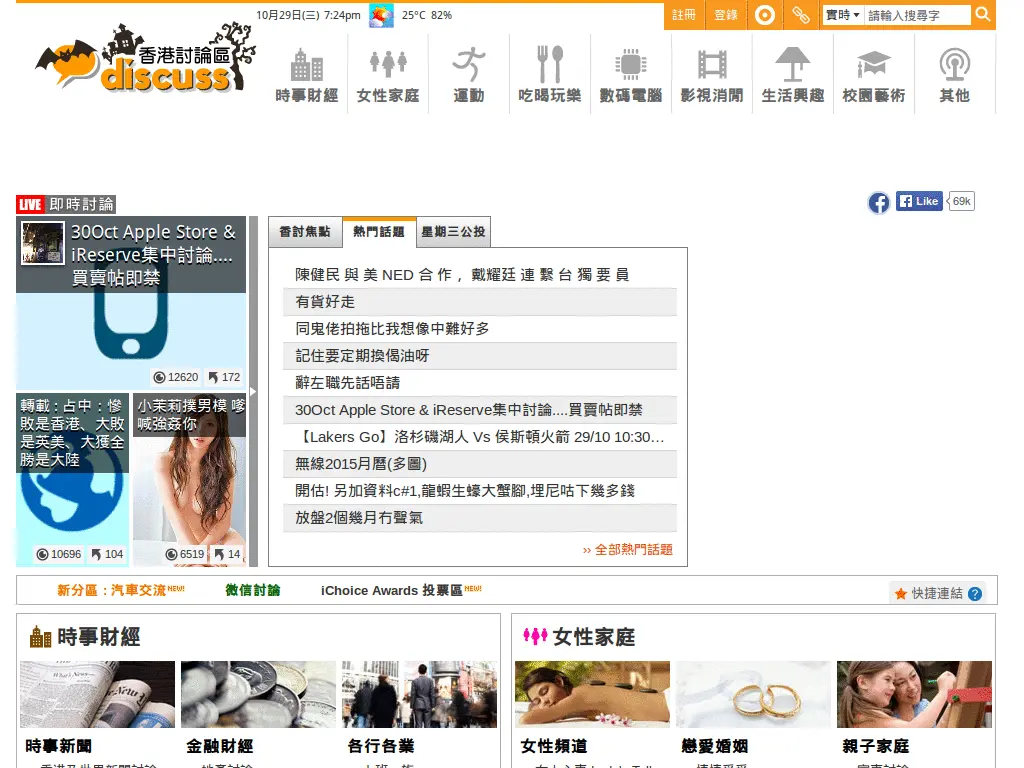 10月29日(三) 7:24pm 25°C 82%
註冊 登錄 實時 請輸入搜尋字
香港討論區
discuss
時事財經 女性家庭 運動 吃喝玩樂 數碼電腦 影視消閒 生活興趣 校園藝術 其他
LIVE 即時討論
Like 69k
30Oct Apple Store &
iReserve集中討論....
買賣帖即禁
12620 172
轉載 : 占中：慘
敗是香港、大敗
是英美、大獲全
勝是大陸
10696 104
小茉莉撲男模 嗲
喊強姦你
6519 14
香討焦點 熱門話題 星期三公投
陳健民與美NED合作，戴耀廷連繫台獨要員
有貨好走
同鬼佬拍拖比我想像中難好多
記住要定期換偈油呀
辭左職先話唔請
30Oct Apple Store & iReserve集中討論....買賣帖即禁
【Lakers Go】洛杉磯湖人 Vs 侯斯頓火箭 29/10 10:30…
無線2015月曆(多圖)
開估! 另加資料c#1,龍蝦生蠔大蟹腳,埋尼咕下幾多錢
放盤2個幾月冇聲氣
›› 全部熱門話題
新分區 : 汽車交流 NEW! 微信討論 iChoice Awards 投票區 NEW! 快捷連結 ?
時事財經
時事新聞 金融財經 各行各業
女性家庭
女性頻道 戀愛婚姻 親子家庭